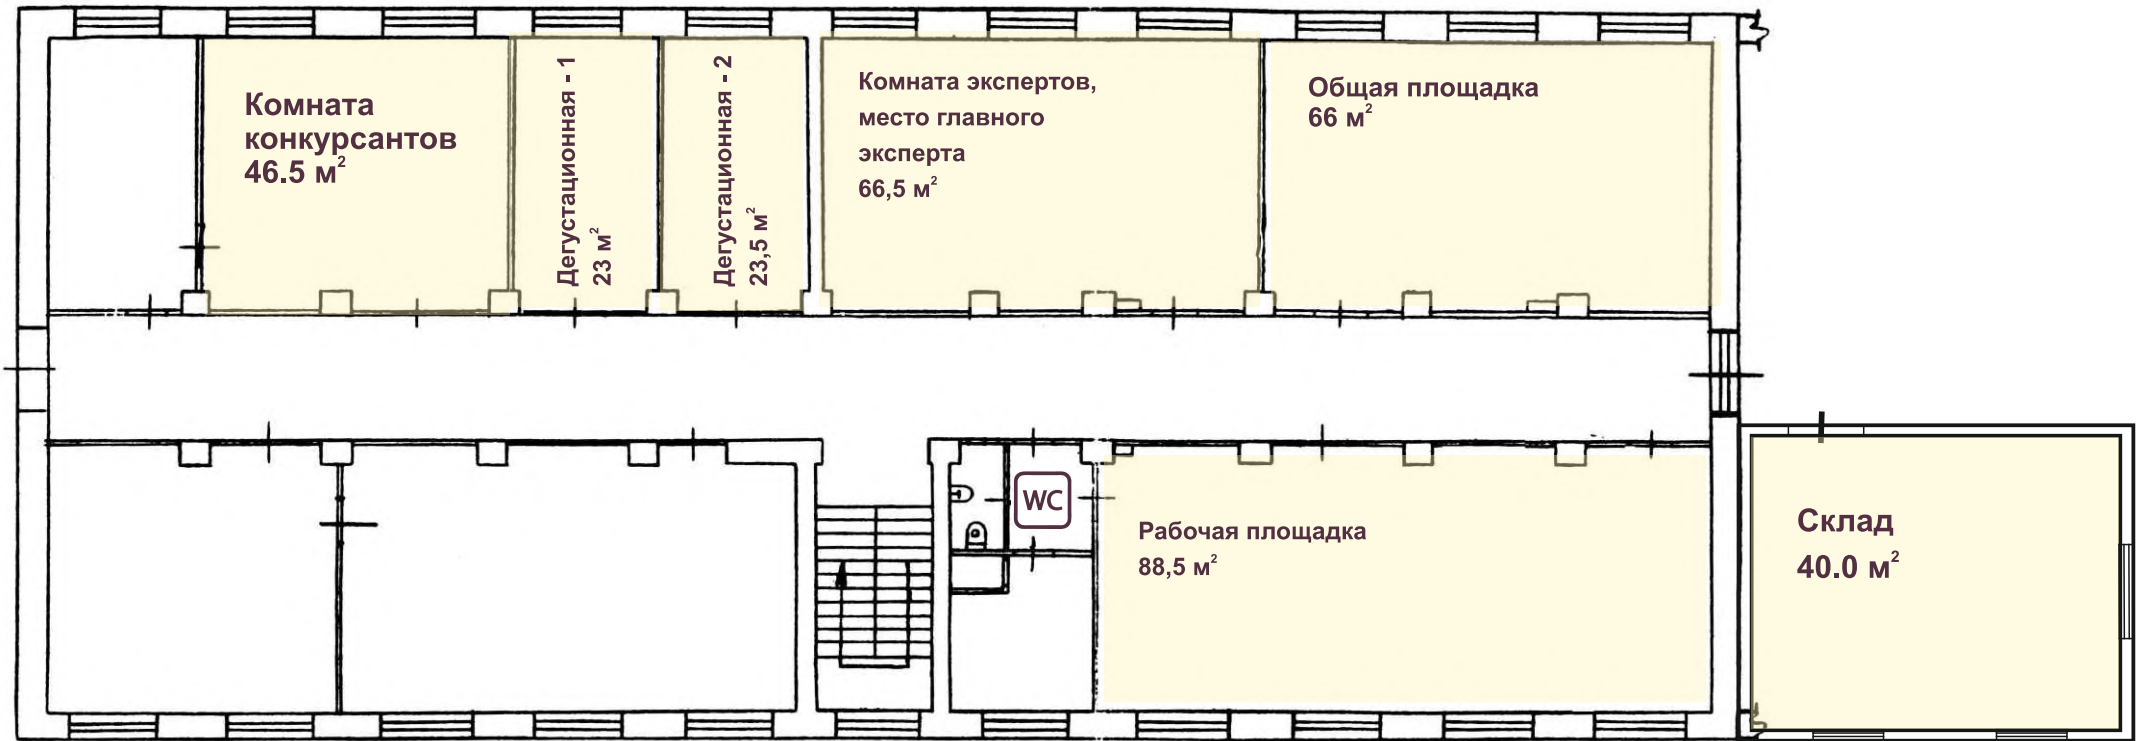 Комната
конкурсантов
46.5 м²
Дегустационная - 1
23 м²
Дегустационная - 2
23,5 м²
Комната экспертов,
место главного
эксперта
66,5 м²
Общая площадка
66 м²
WC
Рабочая площадка
88,5 м²
Склад
40.0 м²